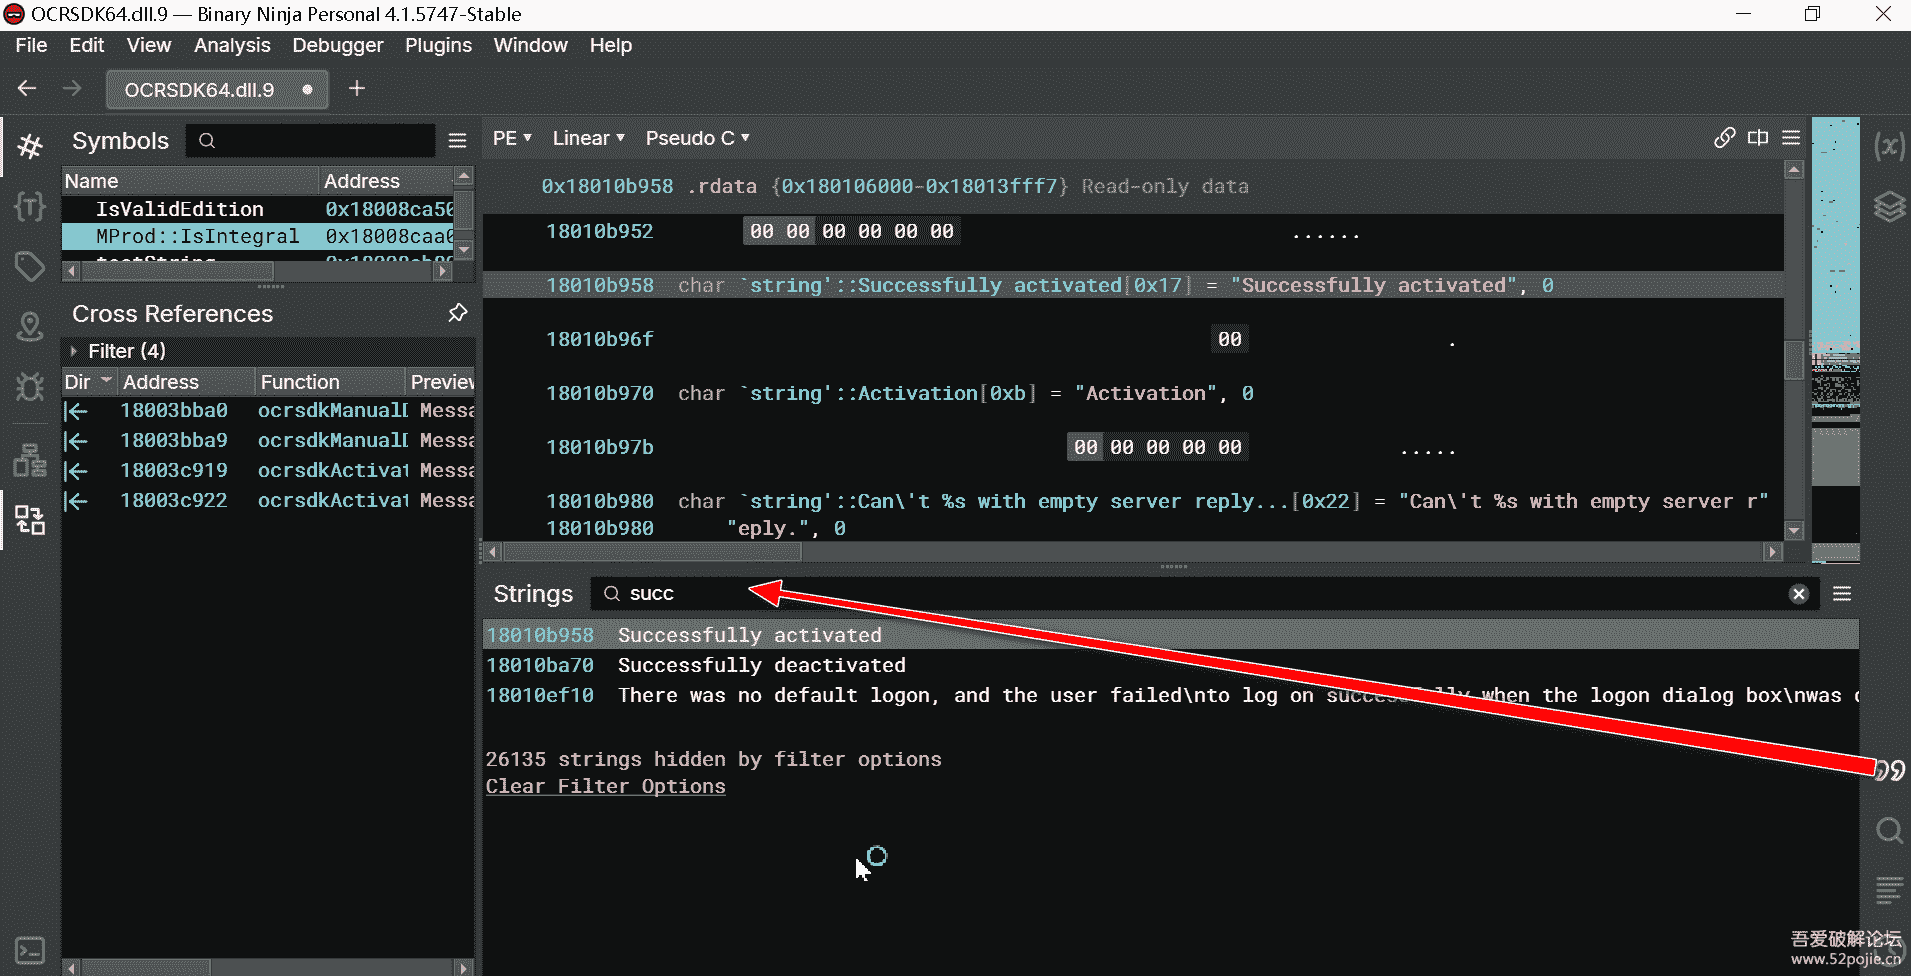 OCRSDK64.dll.9 — Binary Ninja Personal 4.1.5747-Stable
File Edit View Analysis Debugger Plugins Window Help
OCRSDK64.dll.9
Symbols
Name Address
IsValidEdition 0x18008ca50
MProd::IsIntegral 0x18008caa0
Cross References
Filter (4)
Dir Address Function Preview
18003bba0 ocrsdkManual Messa
18003bba9 ocrsdkManual Messa
18003c919 ocrsdkActivat Messa
18003c922 ocrsdkActivat Messa
PE Linear Pseudo C
0x18010b958 .rdata {0x180106000-0x18013fff7} Read-only data
18010b952 00 00 00 00 00 00 ......
18010b958 char `string'::Successfully activated[0x17] = "Successfully activated", 0
18010b96f 00 .
18010b970 char `string'::Activation[0xb] = "Activation", 0
18010b97b 00 00 00 00 00 .....
18010b980 char `string'::Can\'t %s with empty server reply...[0x22] = "Can\'t %s with empty server r"
18010b980 "eply.", 0
Strings succ
18010b958 Successfully activated
18010ba70 Successfully deactivated
18010ef10 There was no default logon, and the user failed\nto log on successfully when the logon dialog box\nwas
26135 strings hidden by filter options
Clear Filter Options
吾爱破解论坛
www.52pojie.cn